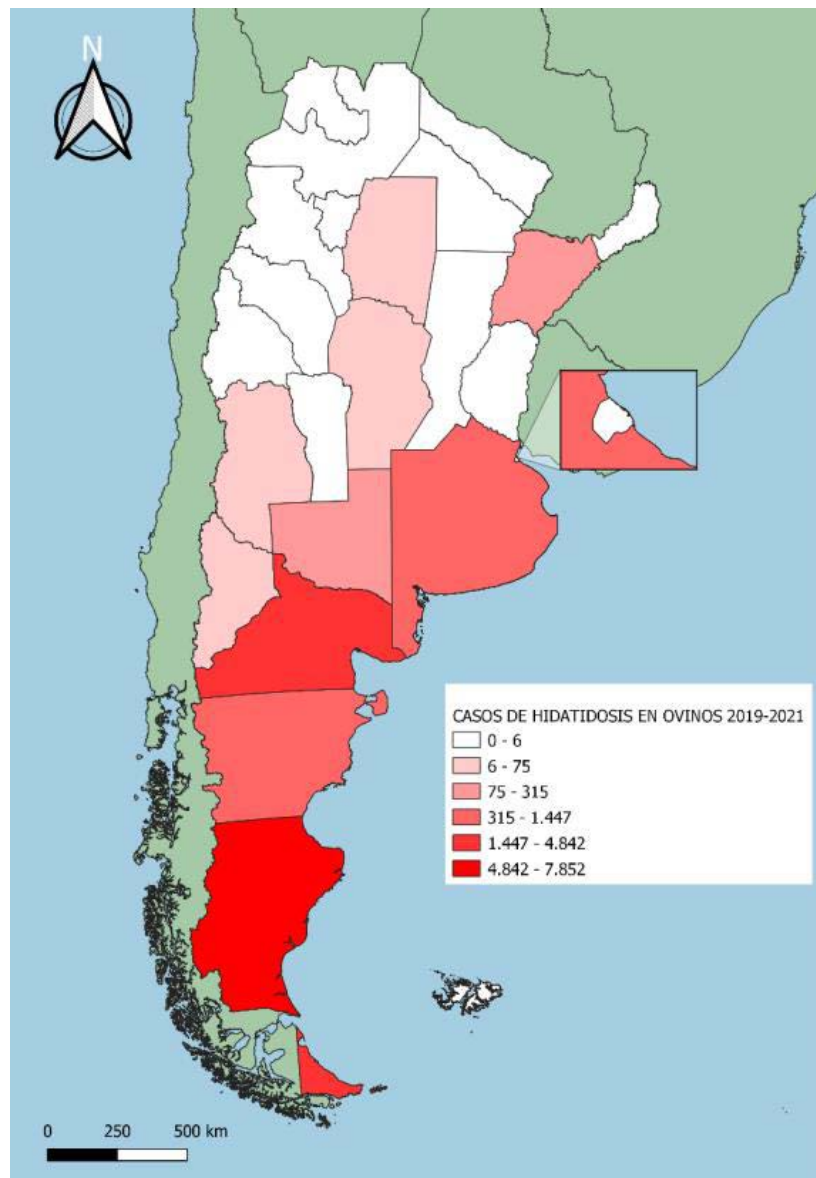 N
CASOS DE HIDATIDOSIS EN OVINOS 2019-2021
0 - 6
6 - 75
75 - 315
315 - 1.447
1.447 - 4.842
4.842 - 7.852
0 250 500 km